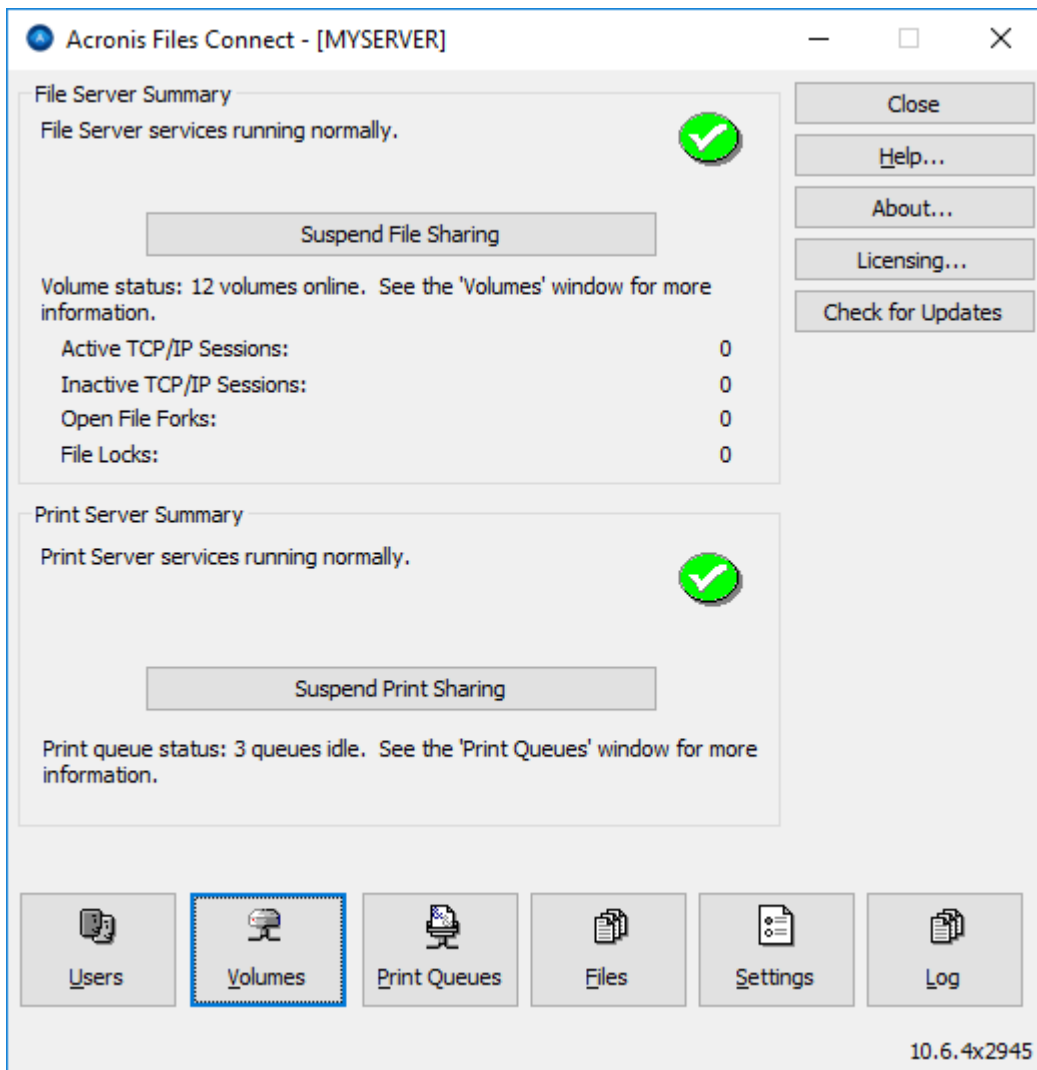 Acronis Files Connect - [MYSERVER]
File Server Summary
File Server services running normally.
Suspend File Sharing
Volume status: 12 volumes online.  See the 'Volumes' window for more
information.
Active TCP/IP Sessions: 0
Inactive TCP/IP Sessions: 0
Open File Forks: 0
File Locks: 0
Close
Help...
About...
Licensing...
Check for Updates
Print Server Summary
Print Server services running normally.
Suspend Print Sharing
Print queue status: 3 queues idle.  See the 'Print Queues' window for more
information.
Users Volumes Print Queues Files Settings Log
10.6.4x2945